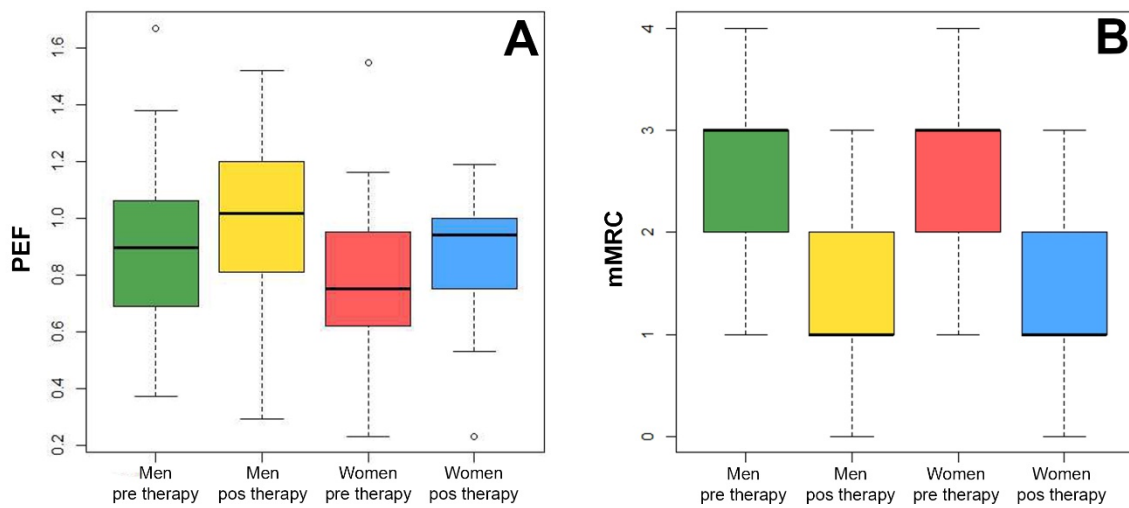 A
PEF
1.6
1.4
1.2
1.0
0.8
0.6
0.4
0.2
Men
pre therapy
Men
pos therapy
Women
pre therapy
Women
pos therapy
B
mMRC
4
3
2
1
0
Men
pre therapy
Men
pos therapy
Women
pre therapy
Women
pos therapy